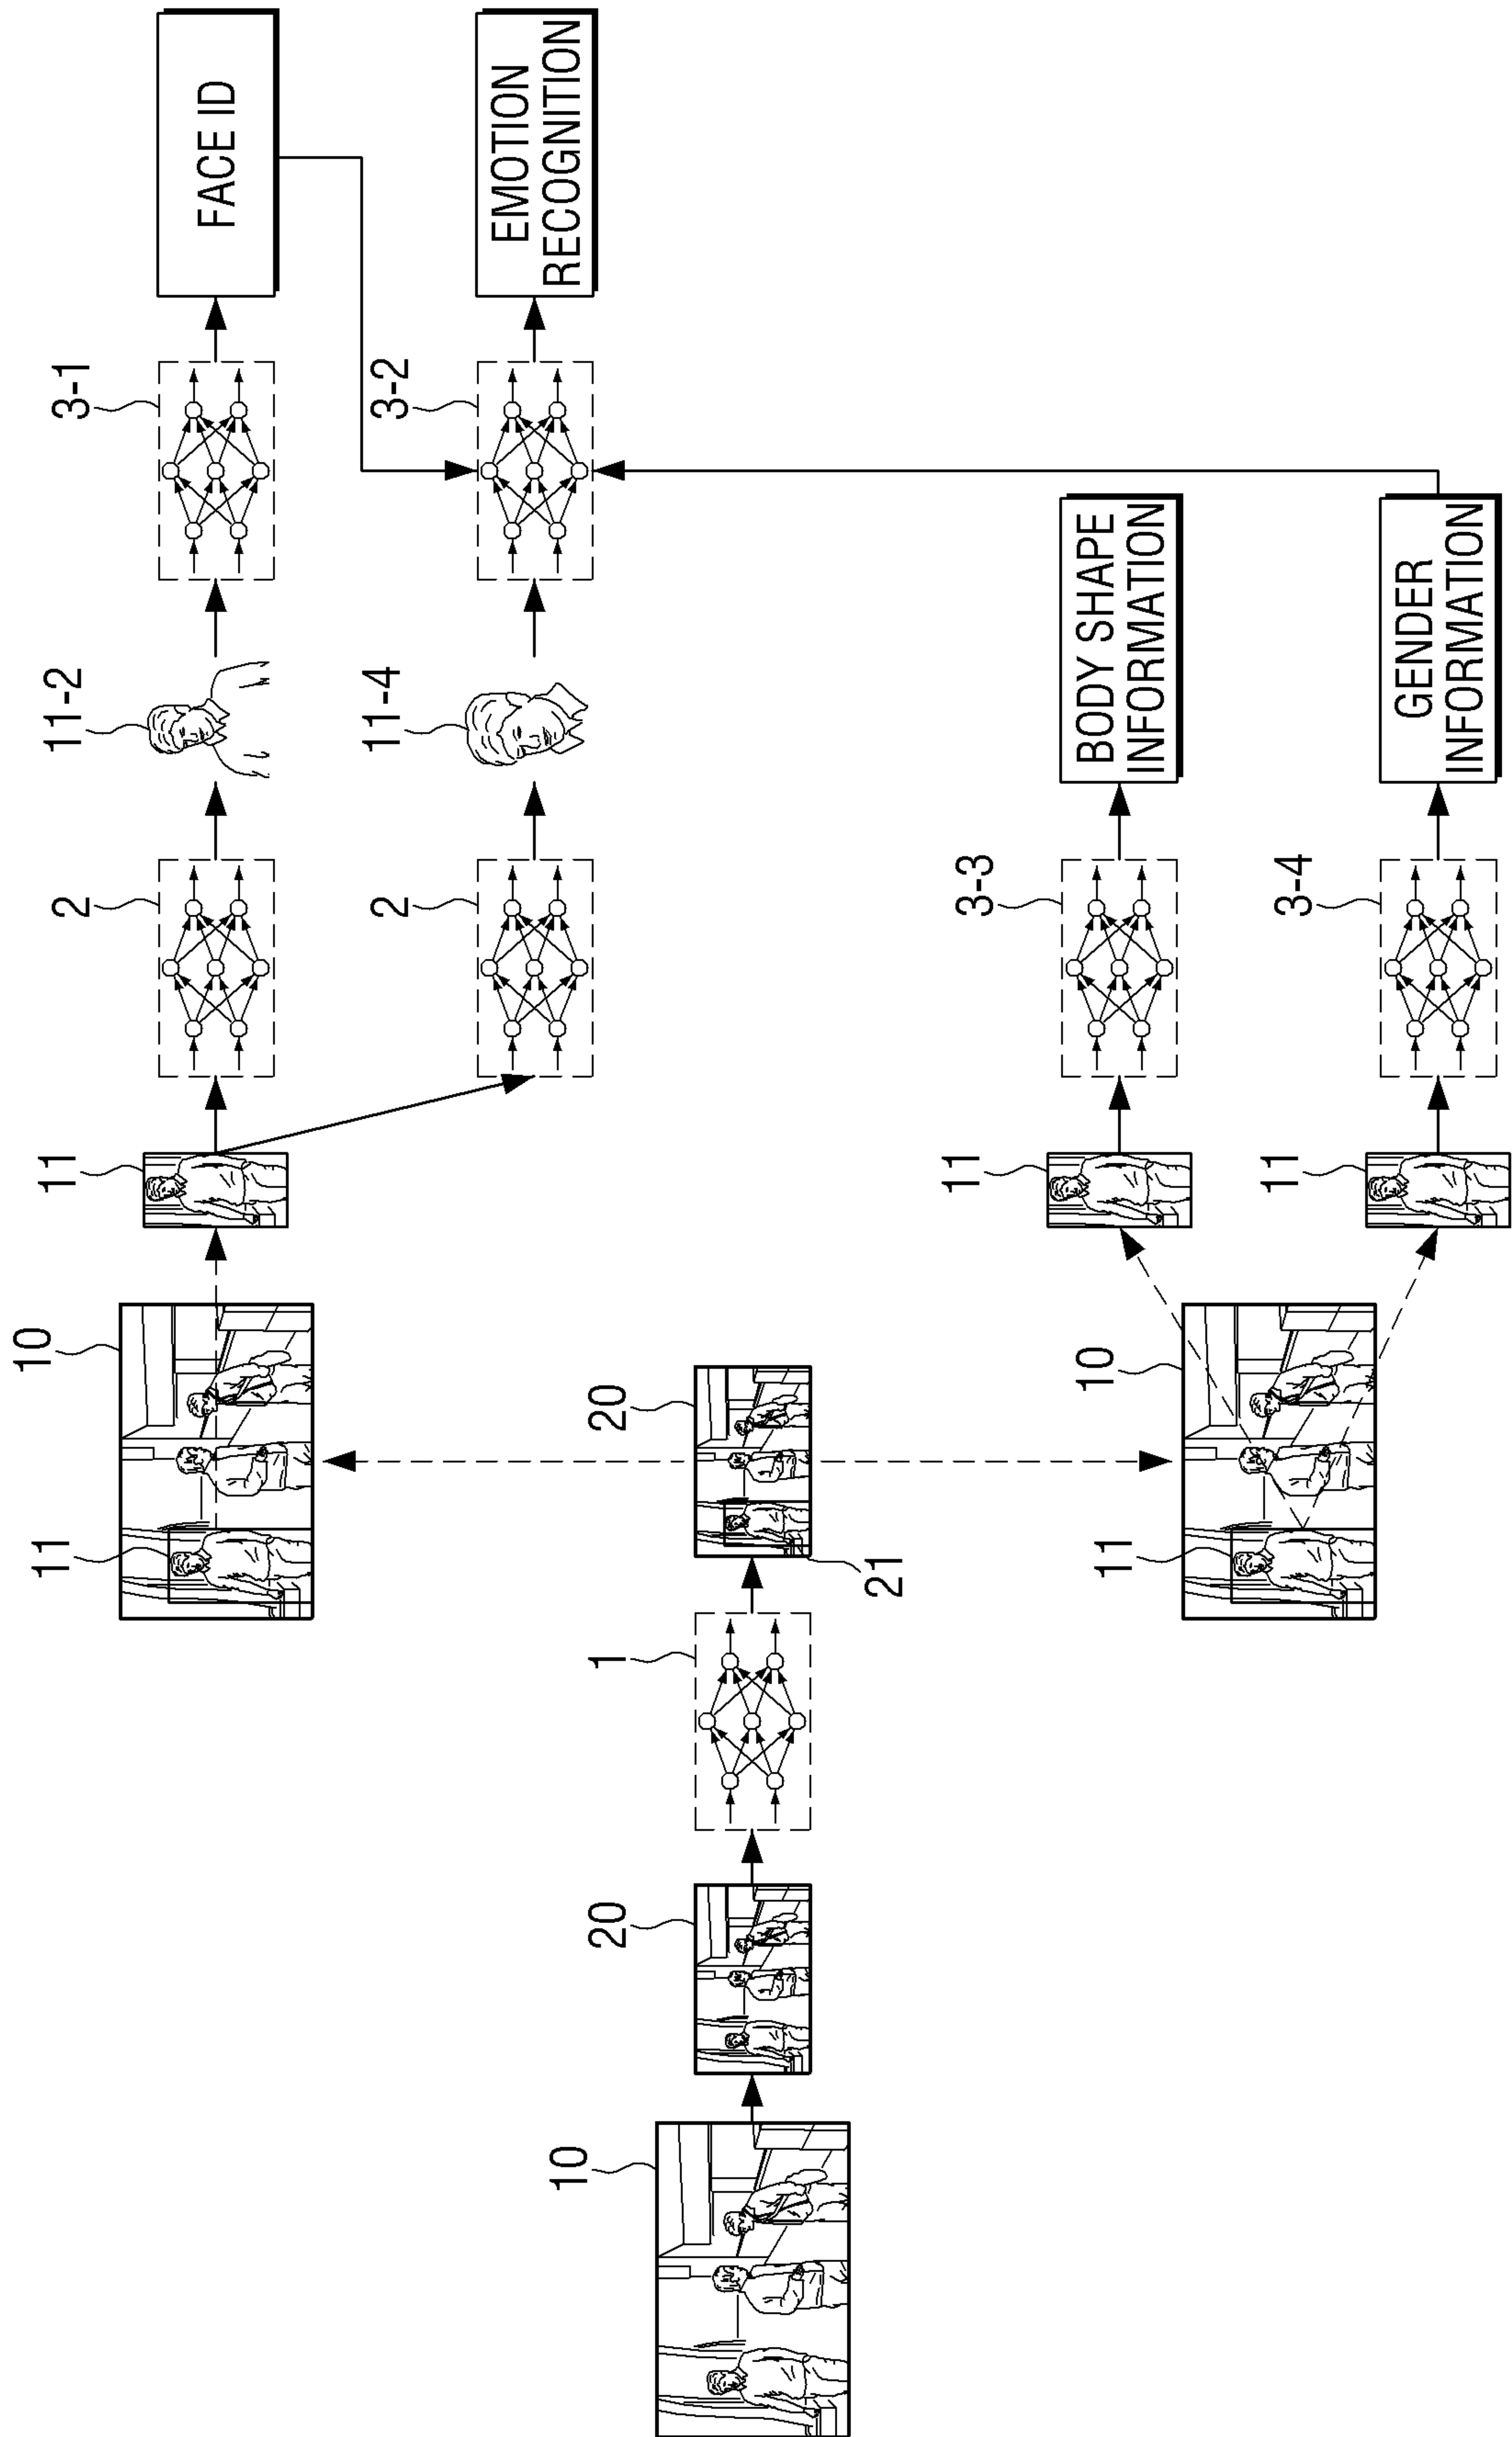 11
10
11
2
11-2
3-1
FACE ID
2
11-4
3-2
EMOTION
RECOGNITION
10
20
1
20
21
11
3-3
BODY SHAPE
INFORMATION
11
10
11
3-4
GENDER
INFORMATION